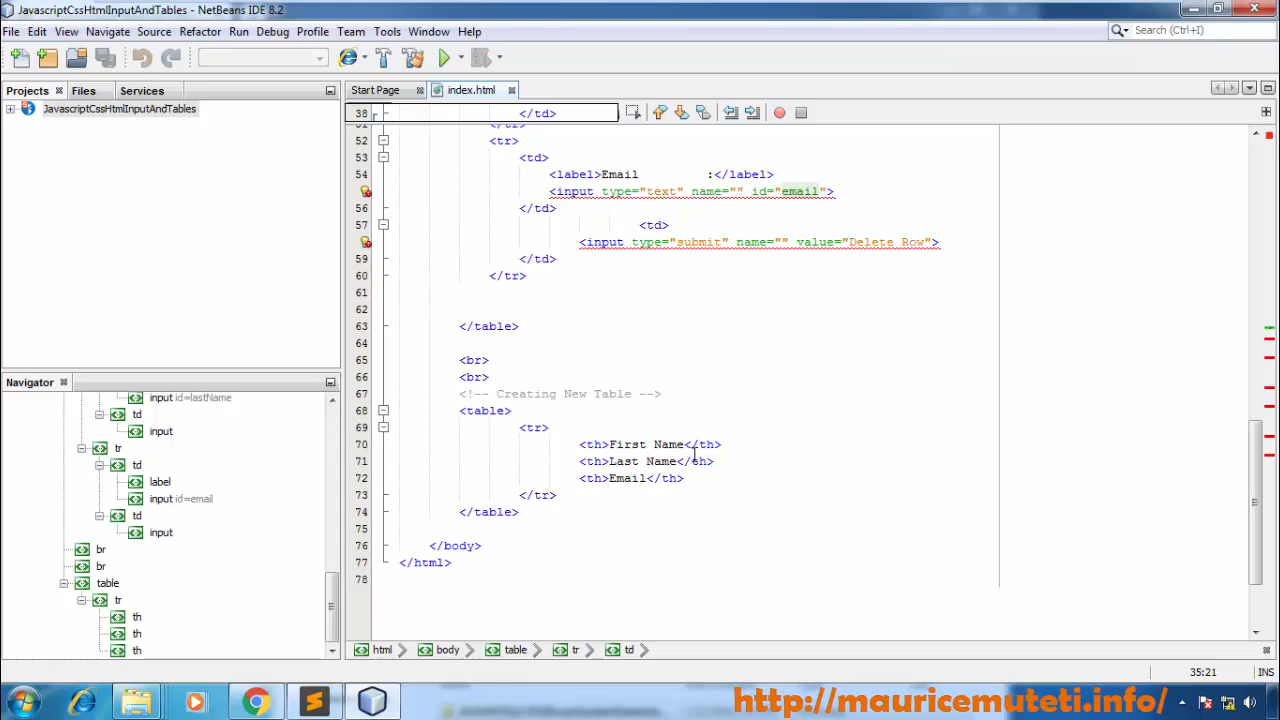 JavascriptCssHtmlInputAndTables - NetBeans IDE 8.2
File Edit View Navigate Source Refactor Run Debug Profile Team Tools Window Help
Search (Ctrl+I)
Projects Files Services
Start Page index.html
JavascriptCssHtmlInputAndTables
38 </td>
52 <tr>
53 <td>
54 <label>Email :</label>
<input type="text" name="" id="email">
56 </td>
57 <td>
<input type="submit" name="" value="Delete Row">
59 </td>
60 </tr>
61
62
63 </table>
64
65 <br>
66 <br>
67 <!-- Creating New Table -->
68 <table>
69 <tr>
70 <th>First Name</th>
71 <th>Last Name</th>
72 <th>Email</th>
73 </tr>
74 </table>
75
76 </body>
77 </html>
78
Navigator
input id=lastName
td
input
tr
td
label
input id=email
td
input
br
br
table
tr
th
th
th
html body table tr td
35:21 INS
http://mauricemuteti.info/